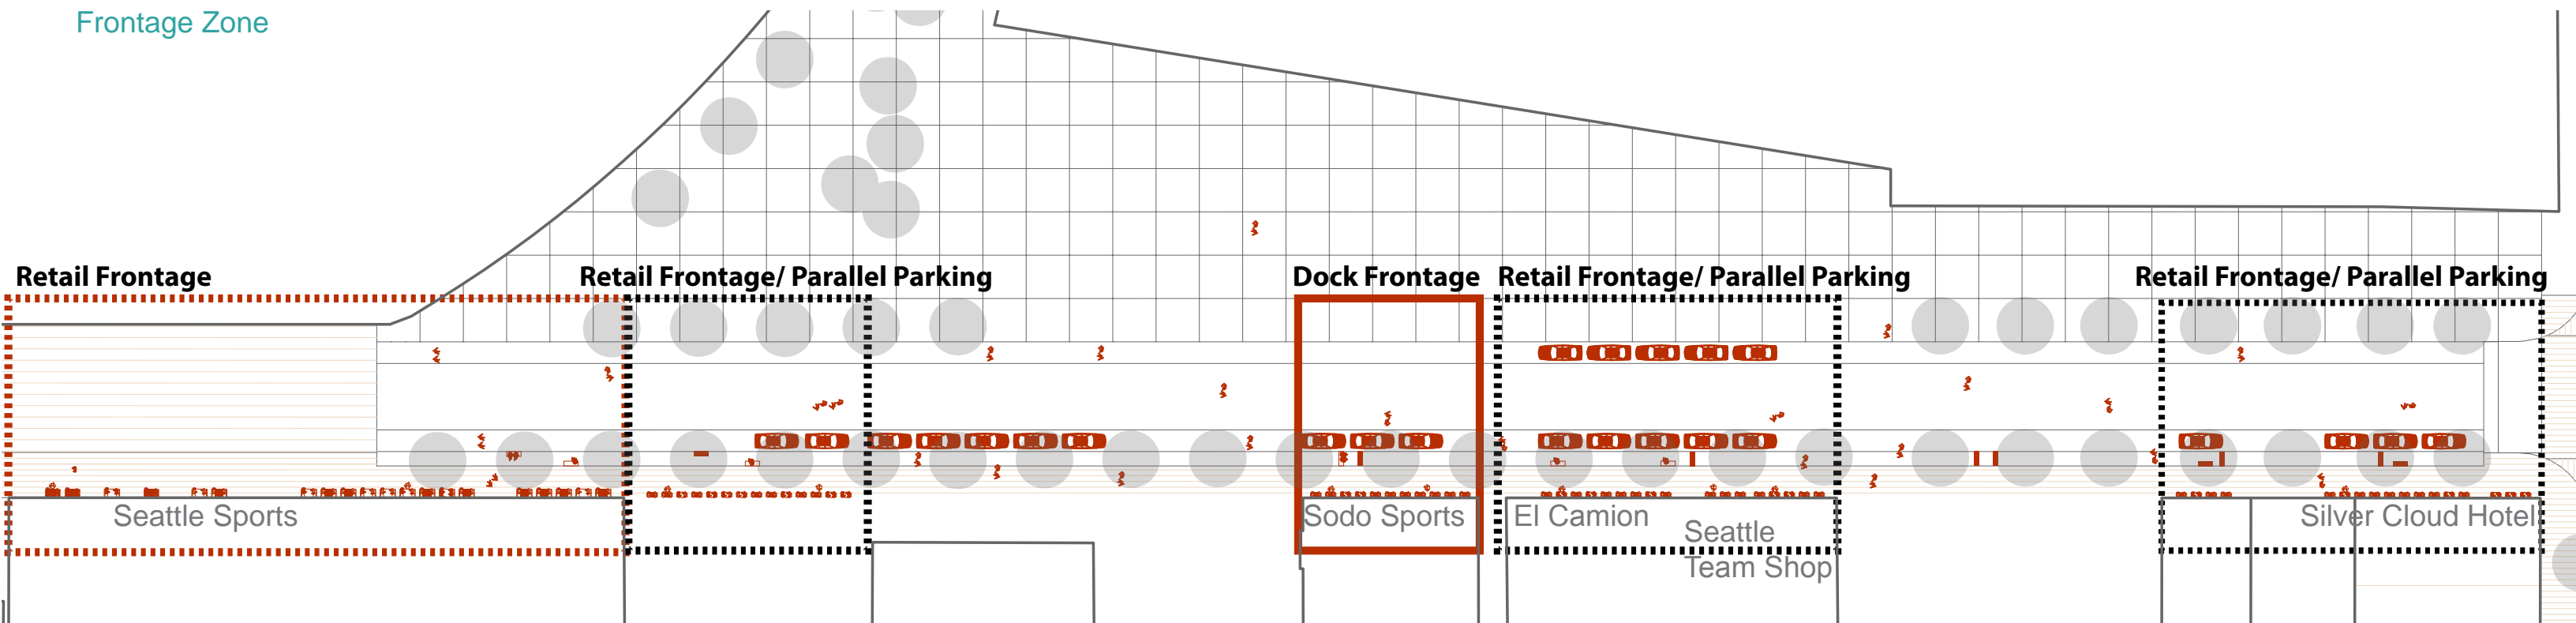 Frontage Zone
Retail Frontage
Retail Frontage/ Parallel Parking
Dock Frontage
Retail Frontage/ Parallel Parking
Retail Frontage/ Parallel Parking
Seattle Sports
Sodo Sports
El Camion
Seattle
Team Shop
Silver Cloud Hotel